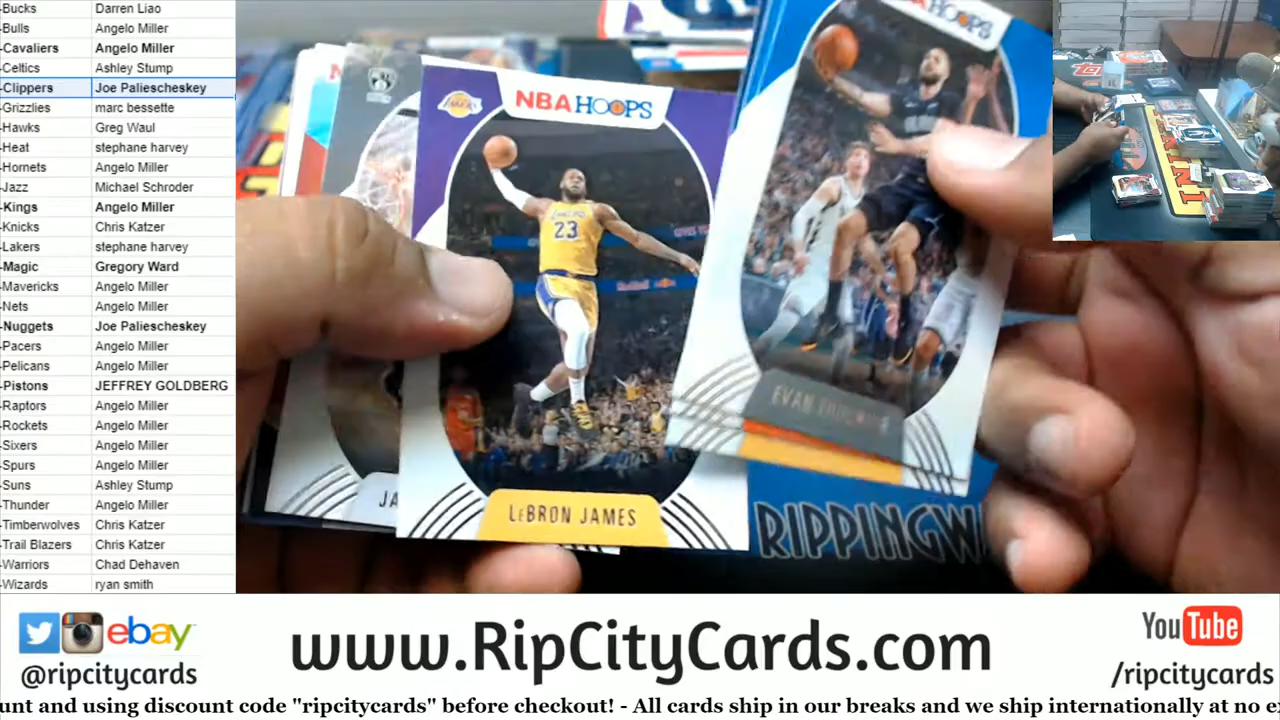 -Bucks Darren Liao
-Bulls Angelo Miller
-Cavaliers Angelo Miller
-Celtics Ashley Stump
-Clippers Joe Paliescheskey
-Grizzlies marc bessette
-Hawks Greg Waul
-Heat stephane harvey
-Hornets Angelo Miller
-Jazz Michael Schroder
-Kings Angelo Miller
-Knicks Chris Katzer
-Lakers stephane harvey
-Magic Gregory Ward
-Mavericks Angelo Miller
-Nets Angelo Miller
-Nuggets Joe Paliescheskey
-Pacers Angelo Miller
-Pelicans Angelo Miller
-Pistons JEFFREY GOLDBERG
-Raptors Angelo Miller
-Rockets Angelo Miller
-Sixers Angelo Miller
-Spurs Angelo Miller
-Suns Ashley Stump
-Thunder Angelo Miller
-Timberwolves Chris Katzer
-Trail Blazers Chris Katzer
-Warriors Chad Dehaven
-Wizards ryan smith
LAKERS
NBA HOOPS
LAKERS
23
LeBRON JAMES
JA
HOOPS
EVAN
RIPPINGW
ebay
@ripcitycards
www.RipCityCards.com
YouTube
/ripcitycards
unt and using discount code "ripcitycards" before checkout! - All cards ship in our breaks and we ship internationally at no e